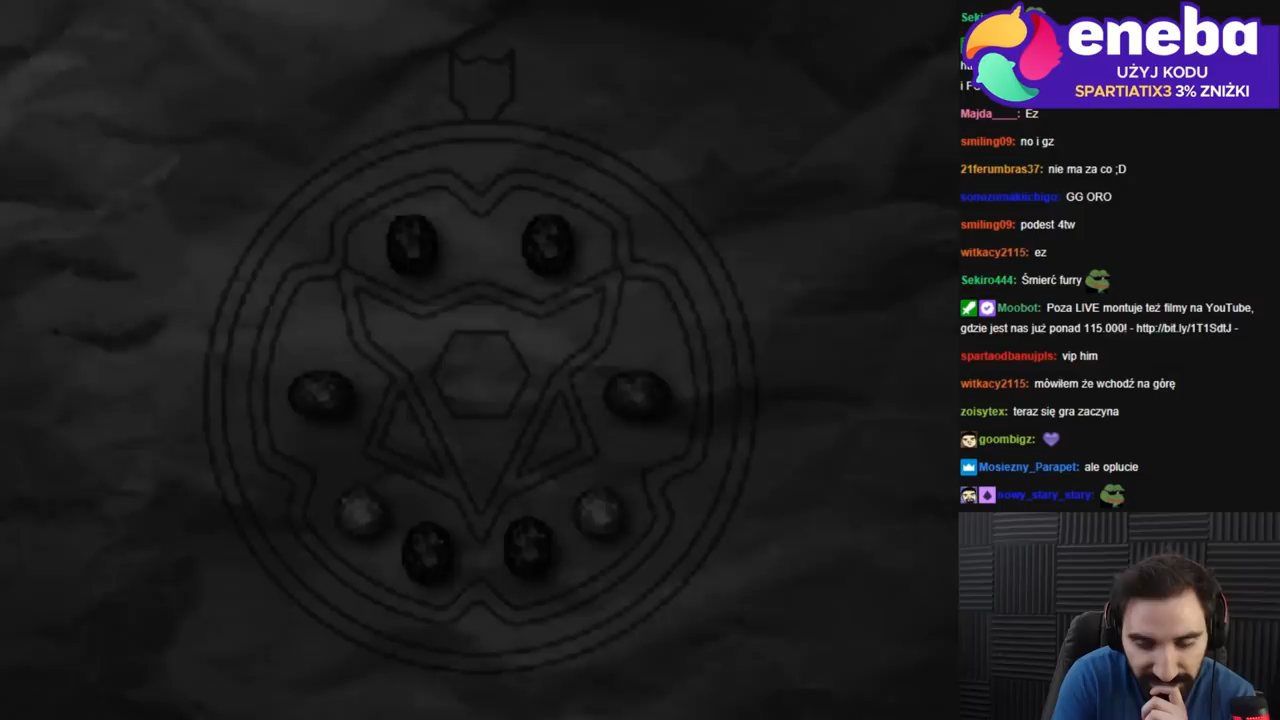 eneba
UŻYJ KODU
SPARTIATIX3 3% ZNIŻKI
Majda____: Ez
smiling09: no i gz
21ferumbras37: nie ma za co ;D
somizumakiichigo: GG ORO
smiling09: podest 4tw
witkacy2115: ez
Sekiro444: Śmierć furry
Moobot: Poza LIVE montuje też filmy na YouTube,
gdzie jest nas już ponad 115.000! - http://bit.ly/1T1SdtJ -
spartaodbanujpls: vip him
witkacy2115: mówiłem że wchodź na górę
zoisytex: teraz się gra zaczyna
goombigz:
Mosiezny_Parapet: ale oplucie
nowy_stary_stary: